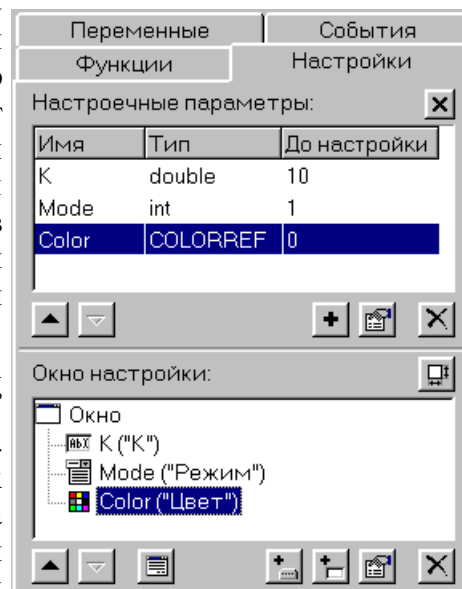 Переменные События
Функции Настройки
Настроечные параметры:
Имя Тип До настройки
K double 10
Mode int 1
Color COLORREF 0
Окно настройки:
Окно
K ("K")
Mode ("Режим")
Color ("Цвет")